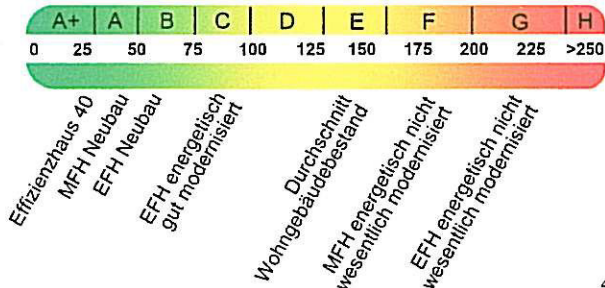 A+ A B C D E F G H
0 25 50 75 100 125 150 175 200 225 >250
Effizienzhaus 40
MFH Neubau
EFH Neubau
EFH energetisch
gut modernisiert
Durchschnitt
Wohngebäudebestand
MFH energetisch nicht
wesentlich modernisiert
EFH energetisch nicht
wesentlich modernisiert